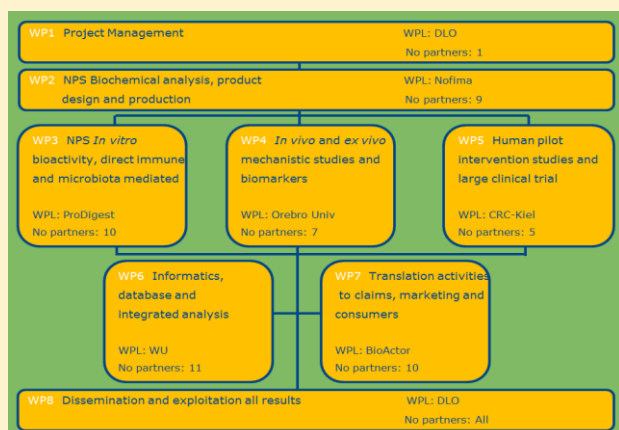 WP1 Project Management WPL: DLO
No partners: 1
WP2 NPS Biochemical analysis, product WPL: Nofima
design and production No partners: 9
WP3 NPS In vitro
bioactivity, direct immune
and microbiota mediated
WPL: ProDigest
No partners: 10
WP4 In vivo and ex vivo
mechanistic studies and
biomarkers
WPL: Orebro Univ
No partners: 7
WP5 Human pilot
intervention studies and
large clinical trial
WPL: CRC-Kiel
No partners: 5
WP6 Informatics,
database and
integrated analysis
WPL: WU
No partners: 11
WP7 Translation activities
to claims, marketing and
consumers
WPL: BioActor
No partners: 10
WP8 Dissemination and exploitation all results WPL: DLO
No partners: All